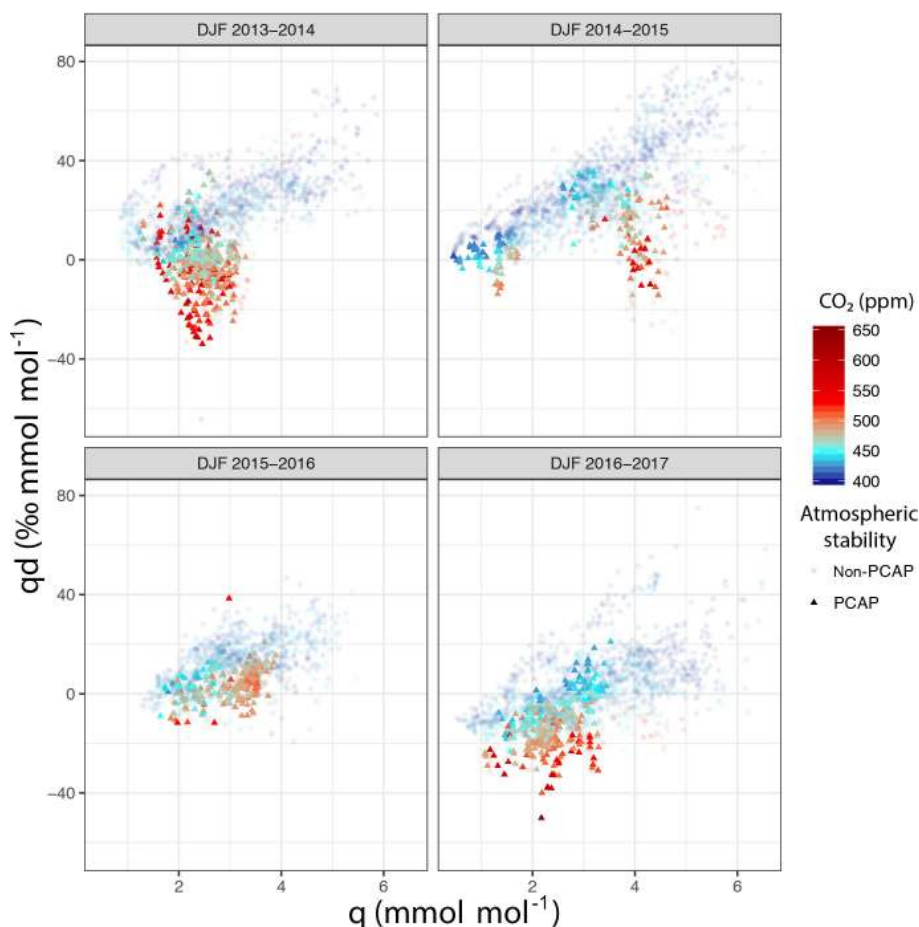 DJF 2013–2014
DJF 2014–2015
80
40
0
−40
DJF 2015–2016
DJF 2016–2017
80
40
0
−40
2
4
6
2
4
6
q (mmol mol⁻¹)
qd (‰ mmol mol⁻¹)
CO₂ (ppm)
650
600
550
500
450
400
Atmospheric
stability
Non−PCAP
PCAP